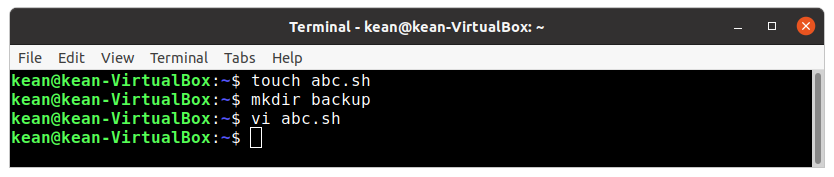 Terminal - kean@kean-VirtualBox: ~
File Edit View Terminal Tabs Help
kean@kean-VirtualBox:~$ touch abc.sh
kean@kean-VirtualBox:~$ mkdir backup
kean@kean-VirtualBox:~$ vi abc.sh
kean@kean-VirtualBox:~$